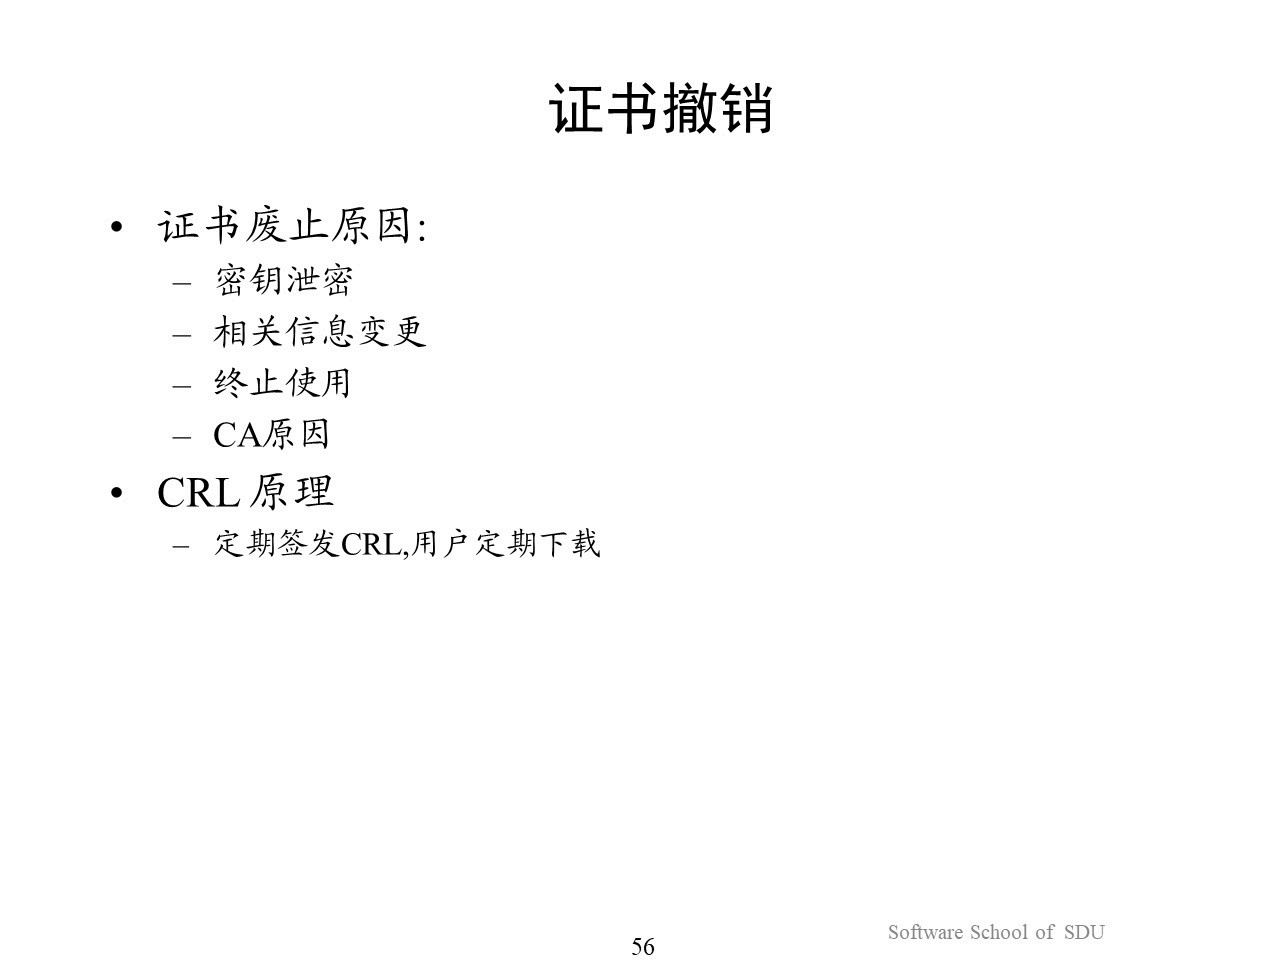 证书撤销
• 证书废止原因:
– 密钥泄密
– 相关信息变更
– 终止使用
– CA原因
• CRL 原理
– 定期签发CRL,用户定期下载
Software School of SDU
56